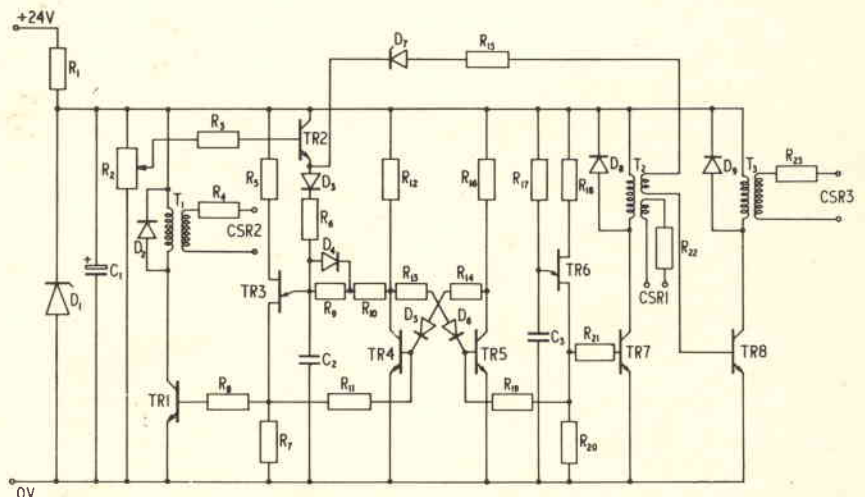 +24V
R₁
D₇
R₁₅
R₃
TR2
R₂
R₅
D₃
R₁₂
R₁₆
R₁₇
R₁₈
D₈
T₂
D₉
T₃
R₂₃
CSR3
T₁
R₄
CSR2
D₂
R₆
D₄
C₁
TR3
R₉
R₁₀
R₁₃
R₁₄
TR6
R₂₂
CSR1
D₁
D₅
D₆
C₂
TR4
TR5
C₃
R₂₁
TR7
TR8
TR1
R₈
R₁₁
R₁₉
R₇
R₂₀
0V